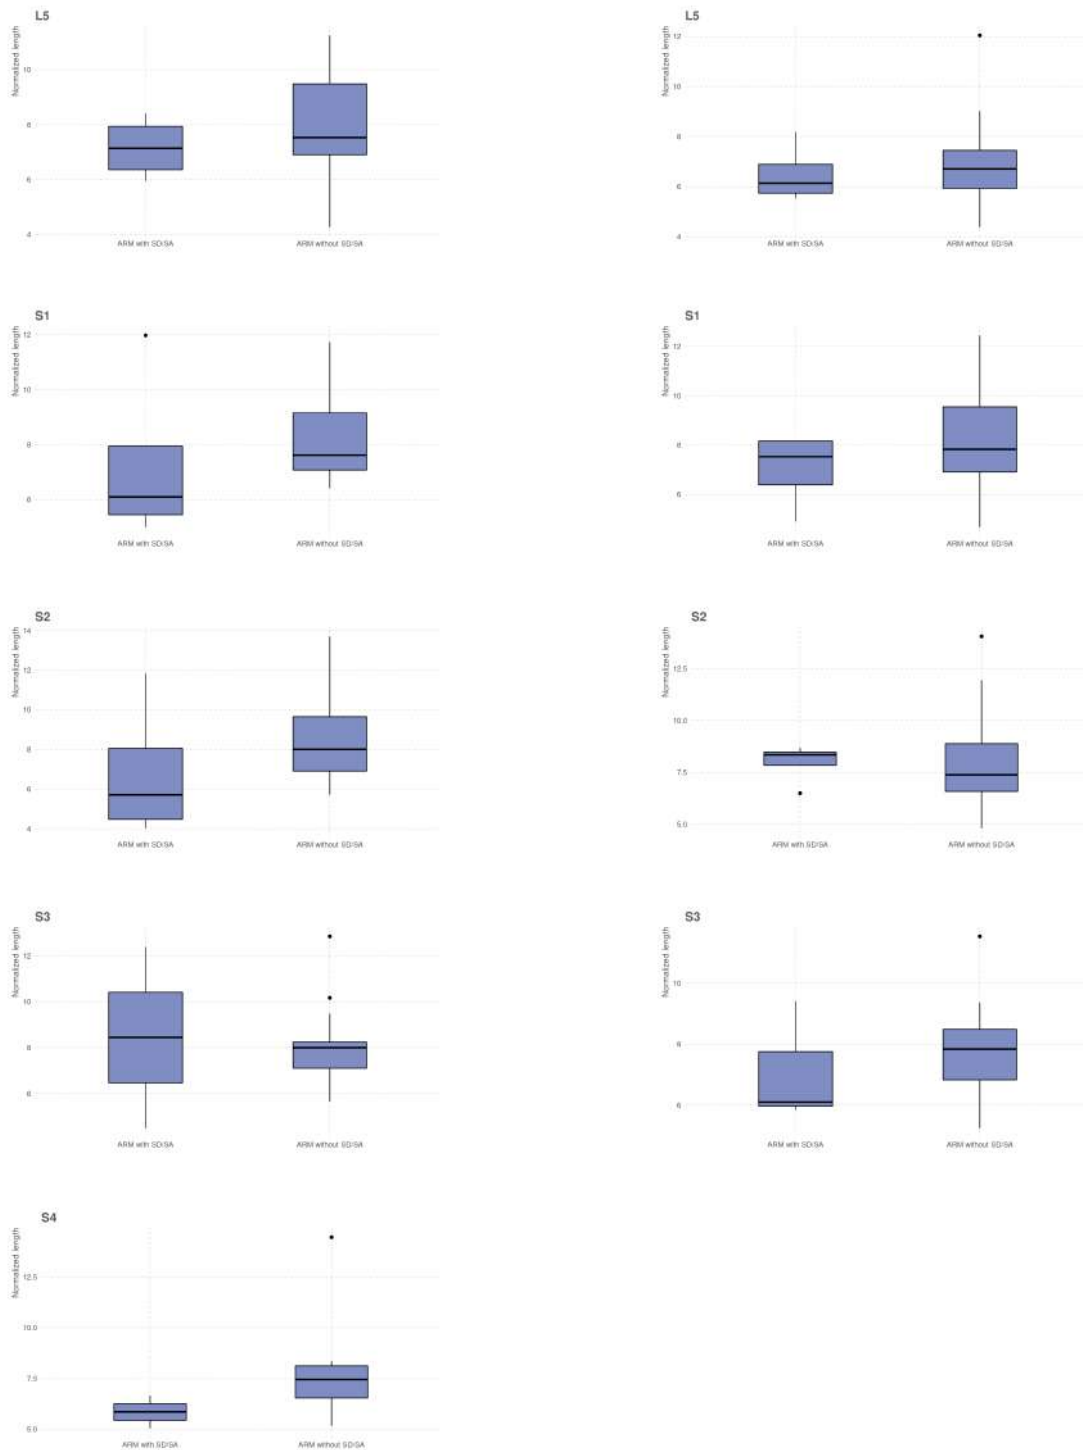 L5
Normalized length
10
8
6
4
ARM with SD/SA
ARM without SD/SA
L5
Normalized length
12
10
8
6
4
ARM with SD/SA
ARM without SD/SA
S1
Normalized length
12
10
8
6
ARM with SD/SA
ARM without SD/SA
S1
Normalized length
12
10
8
6
ARM with SD/SA
ARM without SD/SA
S2
Normalized length
14
12
10
8
6
4
ARM with SD/SA
ARM without SD/SA
S2
Normalized length
12.5
10.0
7.5
5.0
ARM with SD/SA
ARM without SD/SA
S3
Normalized length
12
10
8
6
ARM with SD/SA
ARM without SD/SA
S3
Normalized length
10
8
6
ARM with SD/SA
ARM without SD/SA
S4
Normalized length
12.5
10.0
7.5
5.0
ARM with SD/SA
ARM without SD/SA